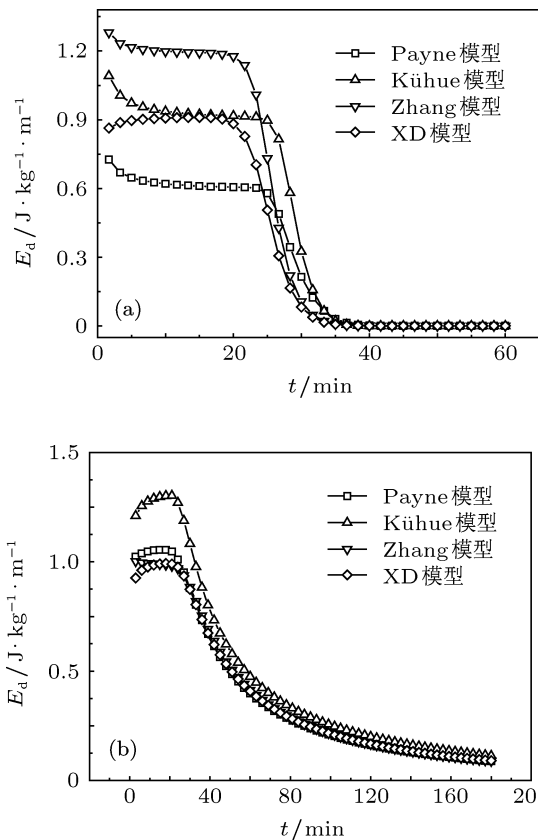 1.2
0.9
0.6
0.3
0
E_d / J · kg⁻¹ · m⁻¹
Payne模型
Kühue模型
Zhang模型
XD模型
(a)
0 20 40 60
t/min
1.5
1.0
0.5
0
E_d / J · kg⁻¹ · m⁻¹
Payne模型
Kühue模型
Zhang模型
XD模型
(b)
0 40 80 120 160 20
t/min